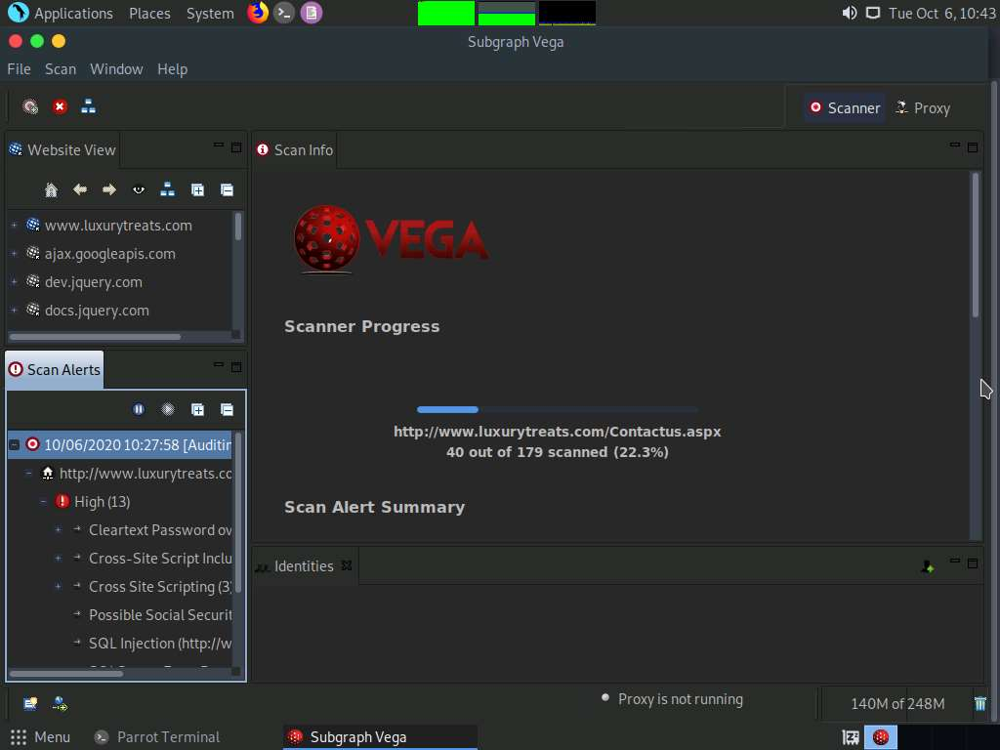 Applications Places System Tue Oct 6, 10:43
Subgraph Vega
File Scan Window Help
Scanner Proxy
Website View
Scan Info
www.luxurytreats.com
ajax.googleapis.com
dev.jquery.com
docs.jquery.com
VEGA
Scanner Progress
http://www.luxurytreats.com/Contactus.aspx
40 out of 179 scanned (22.3%)
Scan Alert Summary
Scan Alerts
10/06/2020 10:27:58 [Auditin
http://www.luxurytreats.co
High (13)
Cleartext Password ov
Cross-Site Script Inclu
Cross Site Scripting (3
Possible Social Securit
SQL Injection (http://w
Identities
Proxy is not running
140M of 248M
Menu Parrot Terminal Subgraph Vega